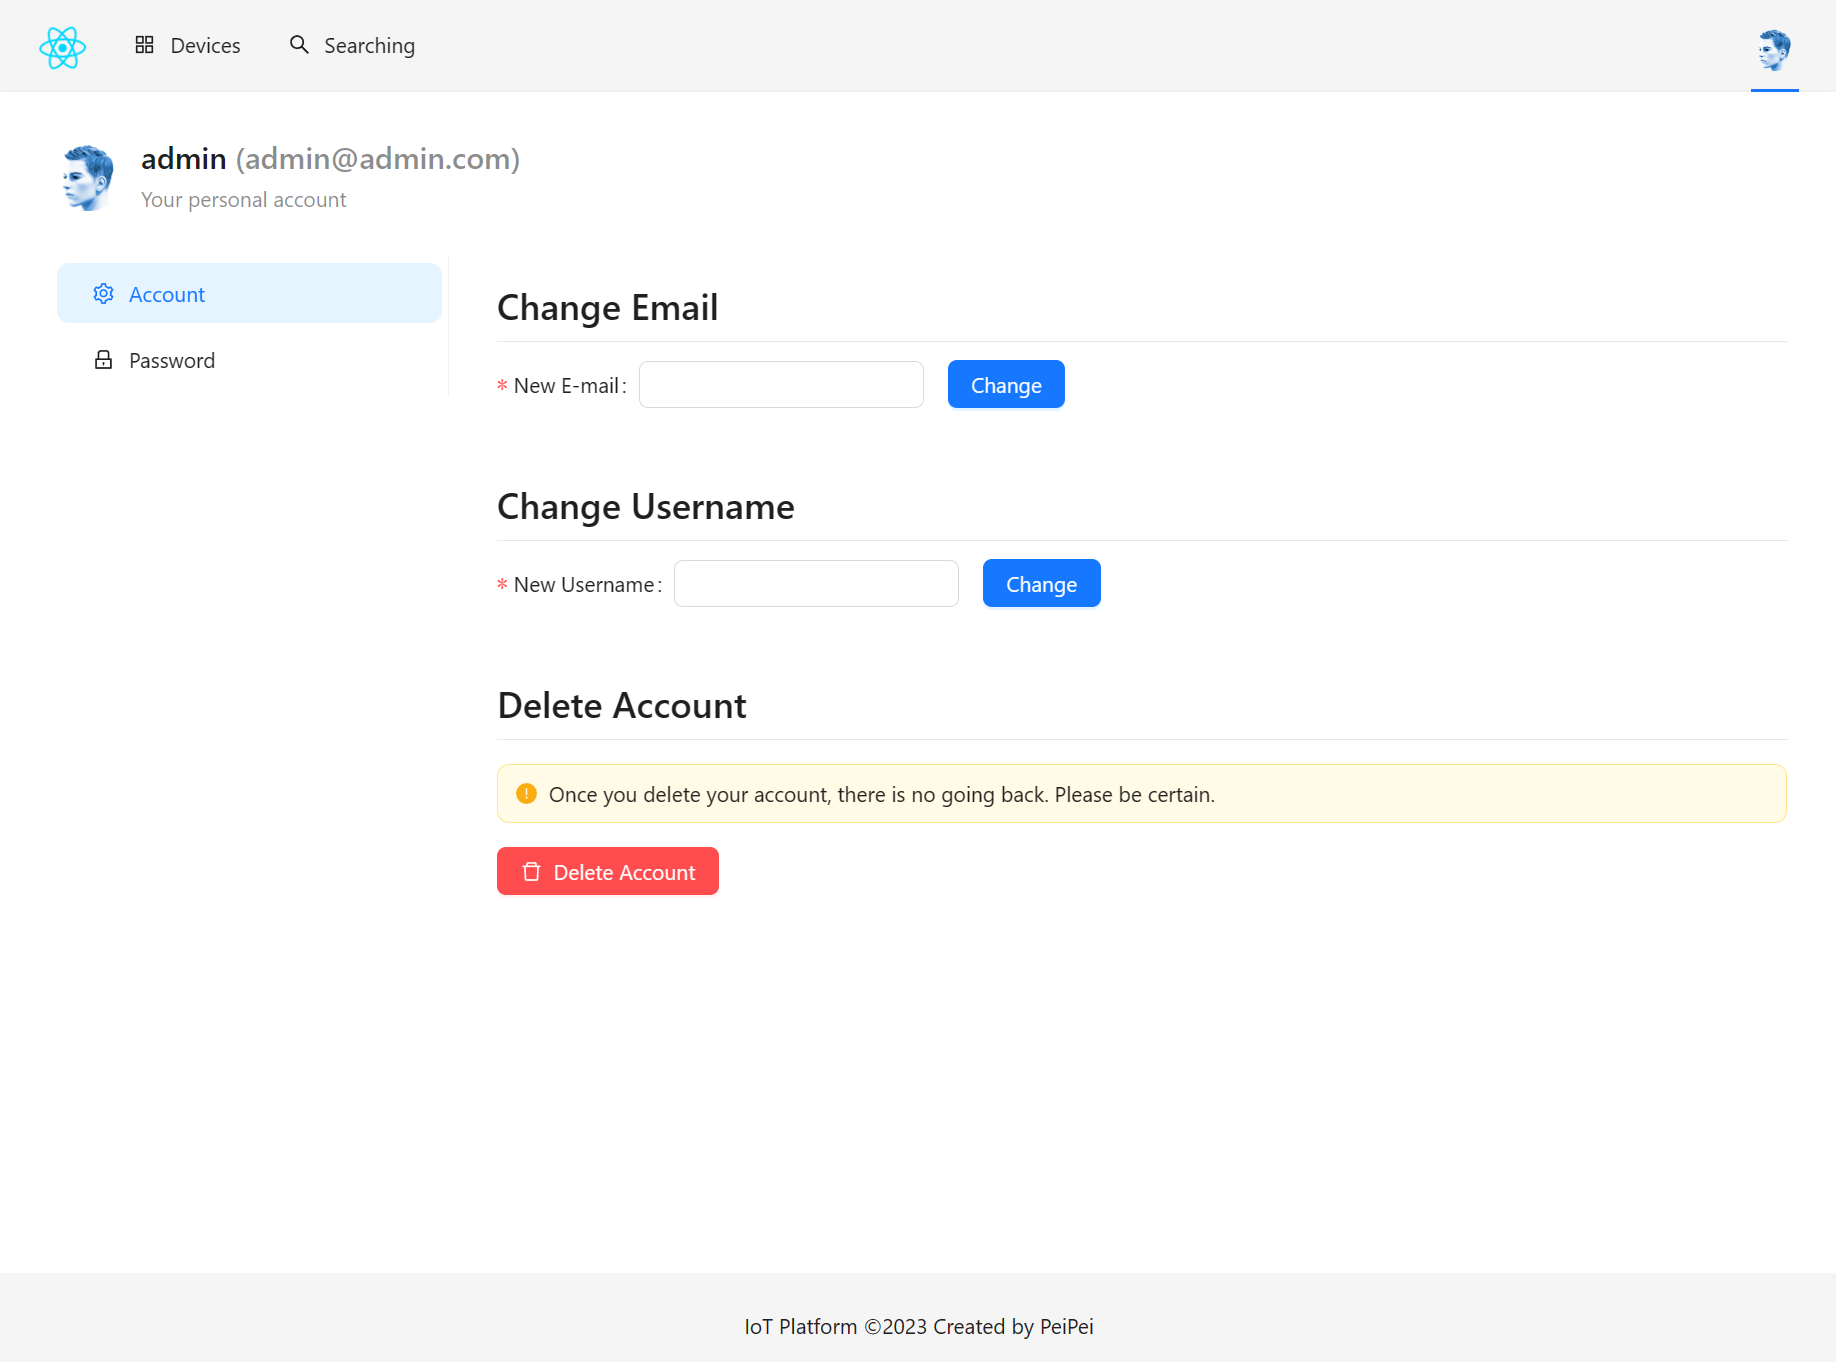 Devices
Searching
admin (admin@admin.com)
Your personal account
Account
Password
Change Email
* New E-mail:
Change
Change Username
* New Username:
Change
Delete Account
Once you delete your account, there is no going back. Please be certain.
Delete Account
IoT Platform ©2023 Created by PeiPei